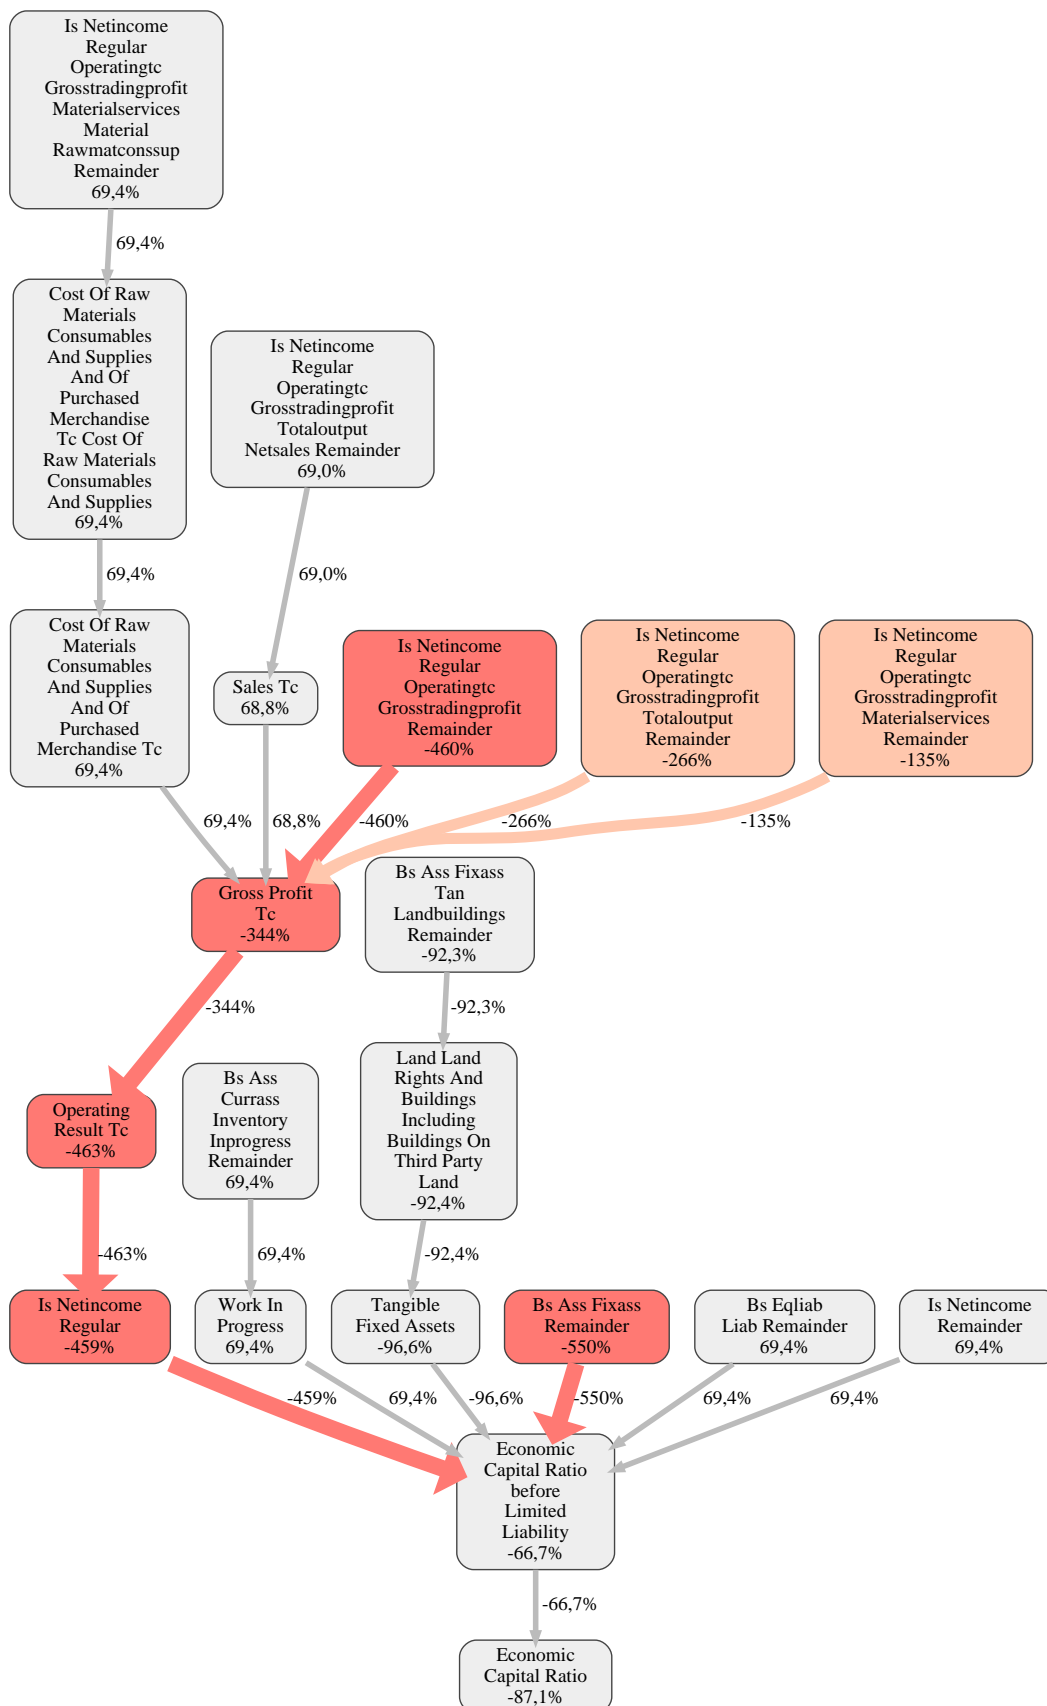 Is Netincome
Regular
Operatingtc
Grosstradingprofit
Materialservices
Material
Rawmatconssup
Remainder
69,4%
69,4%
Cost Of Raw
Materials
Consumables
And Supplies
And Of
Purchased
Merchandise
Tc Cost Of
Raw Materials
Consumables
And Supplies
69,4%
Is Netincome
Regular
Operatingtc
Grosstradingprofit
Totaloutput
Netsales Remainder
69,0%
69,4%
69,0%
Cost Of Raw
Materials
Consumables
And Supplies
And Of
Purchased
Merchandise Tc
69,4%
Sales Tc
68,8%
Is Netincome
Regular
Operatingtc
Grosstradingprofit
Remainder
-460%
Is Netincome
Regular
Operatingtc
Grosstradingprofit
Totaloutput
Remainder
-266%
Is Netincome
Regular
Operatingtc
Grosstradingprofit
Materialservices
Remainder
-135%
69,4%
68,8%
-460%
-266%
-135%
Gross Profit
Tc
-344%
Bs Ass Fixass
Tan
Landbuildings
Remainder
-92,3%
-344%
-92,3%
Operating
Result Tc
-463%
Bs Ass
Currass
Inventory
Inprogress
Remainder
69,4%
Land Land
Rights And
Buildings
Including
Buildings On
Third Party
Land
-92,4%
-463%
69,4%
-92,4%
Is Netincome
Regular
-459%
Work In
Progress
69,4%
Tangible
Fixed Assets
-96,6%
Bs Ass Fixass
Remainder
-550%
Bs Eqliab
Liab Remainder
69,4%
Is Netincome
Remainder
69,4%
-459%
69,4%
-96,6%
-550%
69,4%
69,4%
Economic
Capital Ratio
before
Limited
Liability
-66,7%
-66,7%
Economic
Capital Ratio
-87,1%